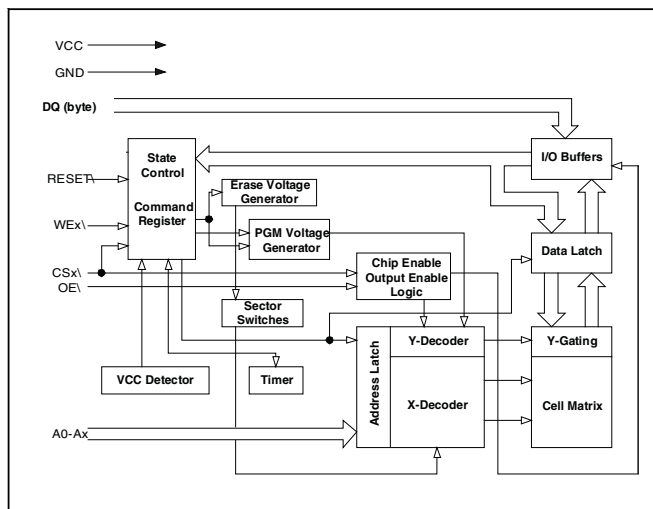 VCC
GND
DQ (byte)
State
Control
Command
Register
I/O Buffers
RESET\
Erase Voltage
Generator
WEx\
PGM Voltage
Generator
Data Latch
Chip Enable
Output Enable
Logic
CSx\
OE\
Sector
Switches
Address Latch
Y-Decoder
Y-Gating
VCC Detector
Timer
X-Decoder
Cell Matrix
A0-Ax